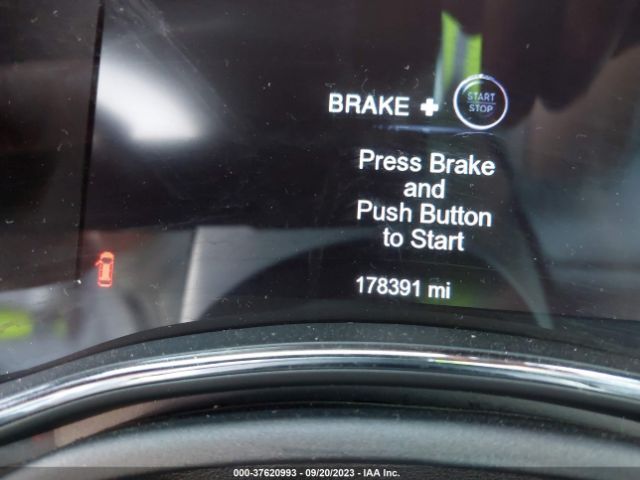 BRAKE + START
STOP
Press Brake
and
Push Button
to Start
178391 mi
000-37620993 - 09/20/2023 - IAA Inc.